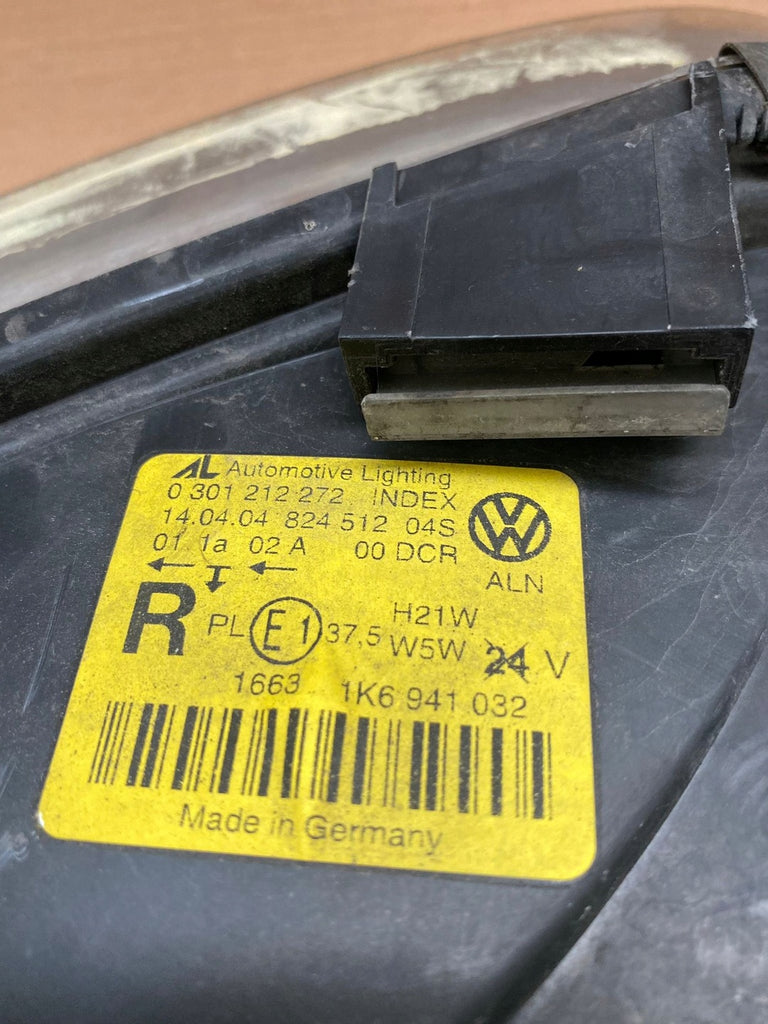 AL Automotive Lighting
0 301 212 272 INDEX
14.04.04 824 512 04S
01 1a 02 A 00 DCR
VW
ALN
R PL E1 37,5 H21W
W5W 24 V
1663 1K6 941 032
Made in Germany